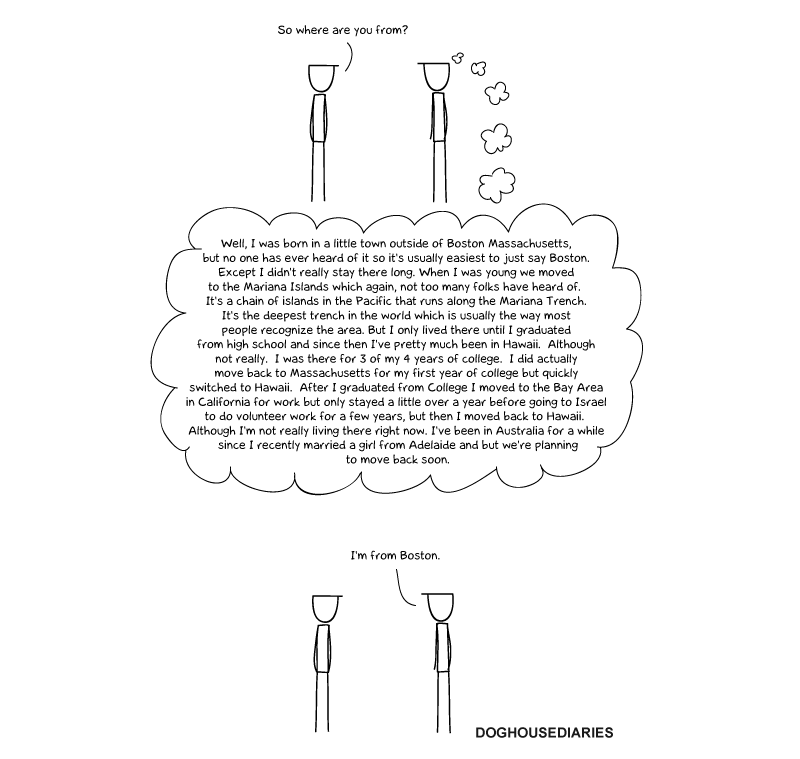 So where are you from?
Well, I was born in a little town outside of Boston Massachusetts,
but no one has ever heard of it so it's usually easiest to just say Boston.
Except I didn't really stay there long. When I was young we moved
to the Mariana Islands which again, not too many folks have heard of.
It's a chain of islands in the Pacific that runs along the Mariana Trench.
It's the deepest trench in the world which is usually the way most
people recognize the area. But I only lived there until I graduated
from high school and since then I've pretty much been in Hawaii. Although
not really. I was there for 3 of my 4 years of college. I did actually
move back to Massachusetts for my first year of college but quickly
switched to Hawaii. After I graduated from College I moved to the Bay Area
in California for work but only stayed a little over a year before going to Israel
to do volunteer work for a few years, but then I moved back to Hawaii.
Although I'm not really living there right now. I've been in Australia for a while
since I recently married a girl from Adelaide and but we're planning
to move back soon.
I'm from Boston.
DOGHOUSEDIARIES